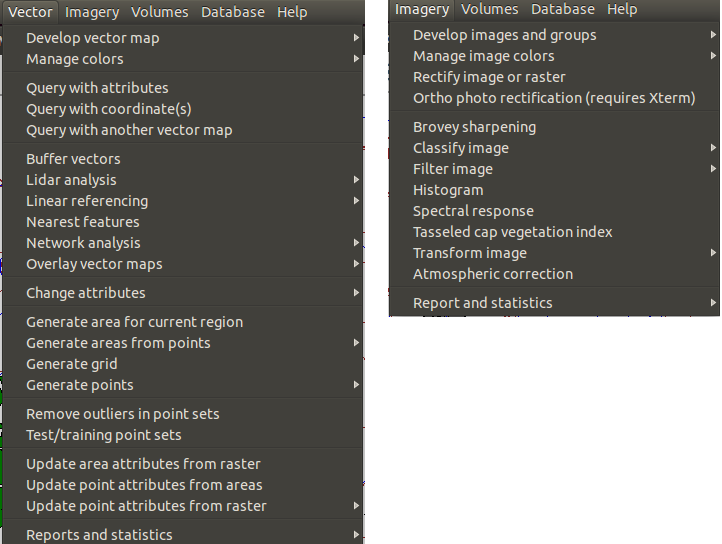 Vector Imagery Volumes Database Help
Develop vector map
Manage colors
Query with attributes
Query with coordinate(s)
Query with another vector map
Buffer vectors
Lidar analysis
Linear referencing
Nearest features
Network analysis
Overlay vector maps
Change attributes
Generate area for current region
Generate areas from points
Generate grid
Generate points
Remove outliers in point sets
Test/training point sets
Update area attributes from raster
Update point attributes from areas
Update point attributes from raster
Reports and statistics
Imagery Volumes Database Help
Develop images and groups
Manage image colors
Rectify image or raster
Ortho photo rectification (requires Xterm)
Brovey sharpening
Classify image
Filter image
Histogram
Spectral response
Tasseled cap vegetation index
Transform image
Atmospheric correction
Report and statistics